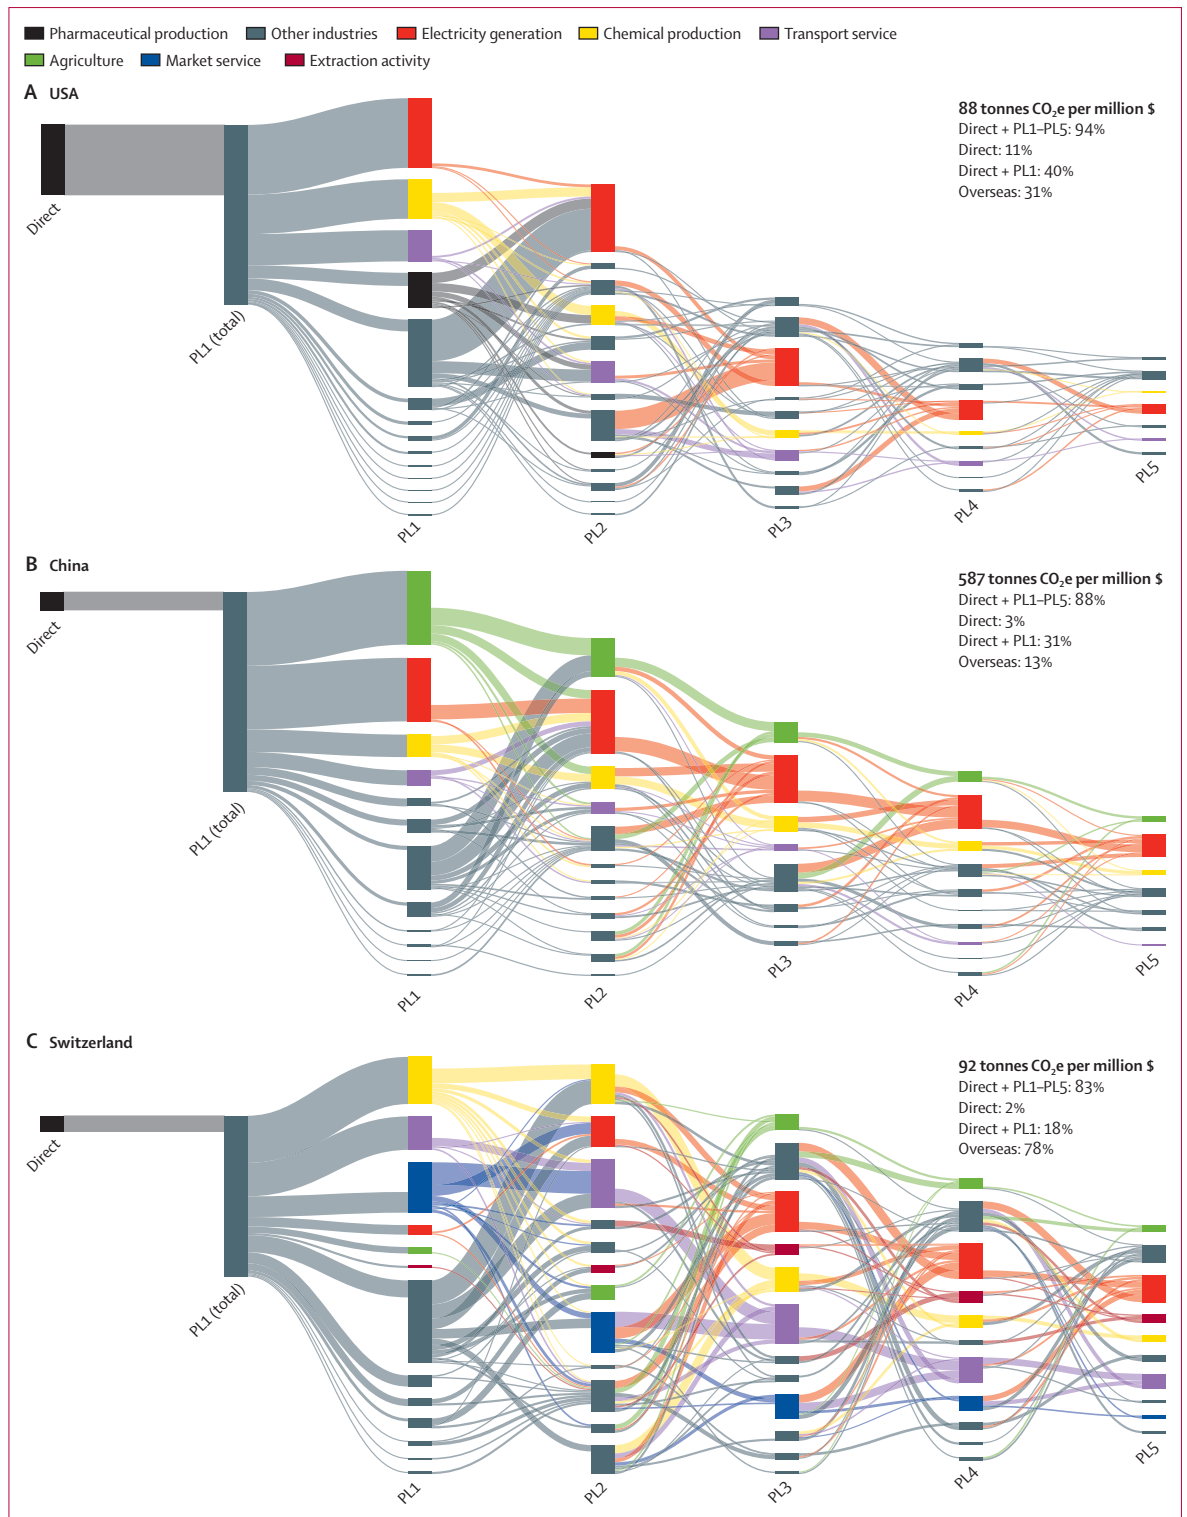 Pharmaceutical production Other industries Electricity generation Chemical production Transport service
Agriculture Market service Extraction activity
A USA
88 tonnes CO₂e per million $
Direct + PL1–PL5: 94%
Direct: 11%
Direct + PL1: 40%
Overseas: 31%
Direct
PL1 (total)
PL1
PL2
PL3
PL4
PL5
B China
587 tonnes CO₂e per million $
Direct + PL1–PL5: 88%
Direct: 3%
Direct + PL1: 31%
Overseas: 13%
Direct
PL1 (total)
PL1
PL2
PL3
PL4
PL5
C Switzerland
92 tonnes CO₂e per million $
Direct + PL1–PL5: 83%
Direct: 2%
Direct + PL1: 18%
Overseas: 78%
Direct
PL1 (total)
PL1
PL2
PL3
PL4
PL5